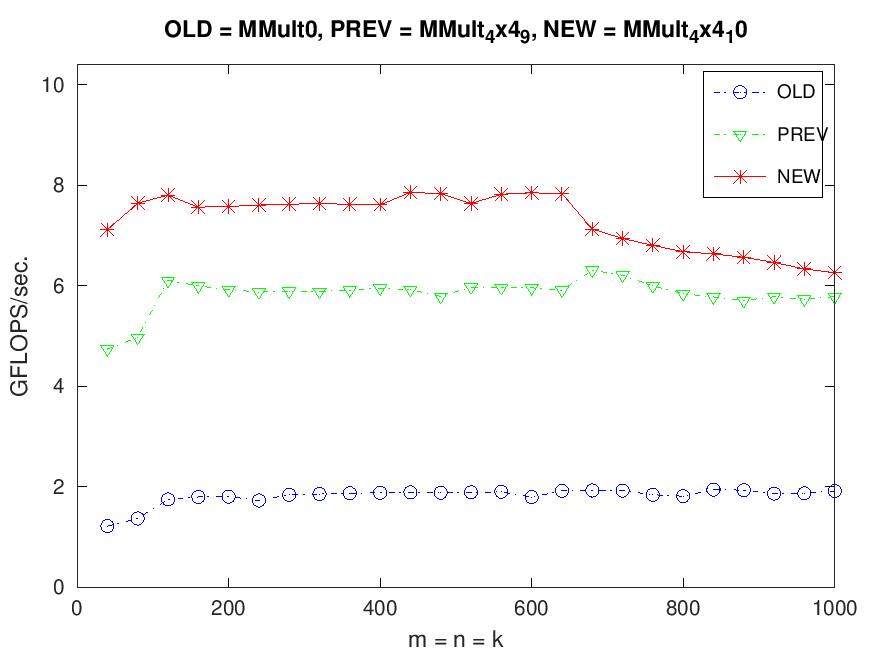 OLD = MMult0, PREV = MMult₄x4₉, NEW = MMult₄x4₁0
10
8
6
4
2
0
GFLOPS/sec.
OLD
PREV
NEW
0 200 400 600 800 1000
m = n = k